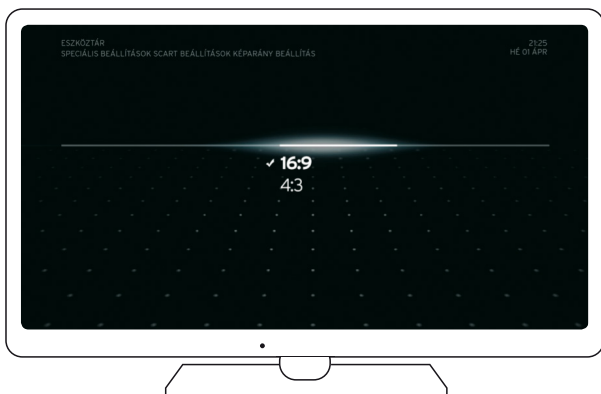 ESZKÖZTÁR
SPECIÁLIS BEÁLLÍTÁSOK SCART BEÁLLÍTÁSOK KÉPARÁNY BEÁLLÍTÁS
21:25
HÉ 01 ÁPR
✓ 16:9
4:3